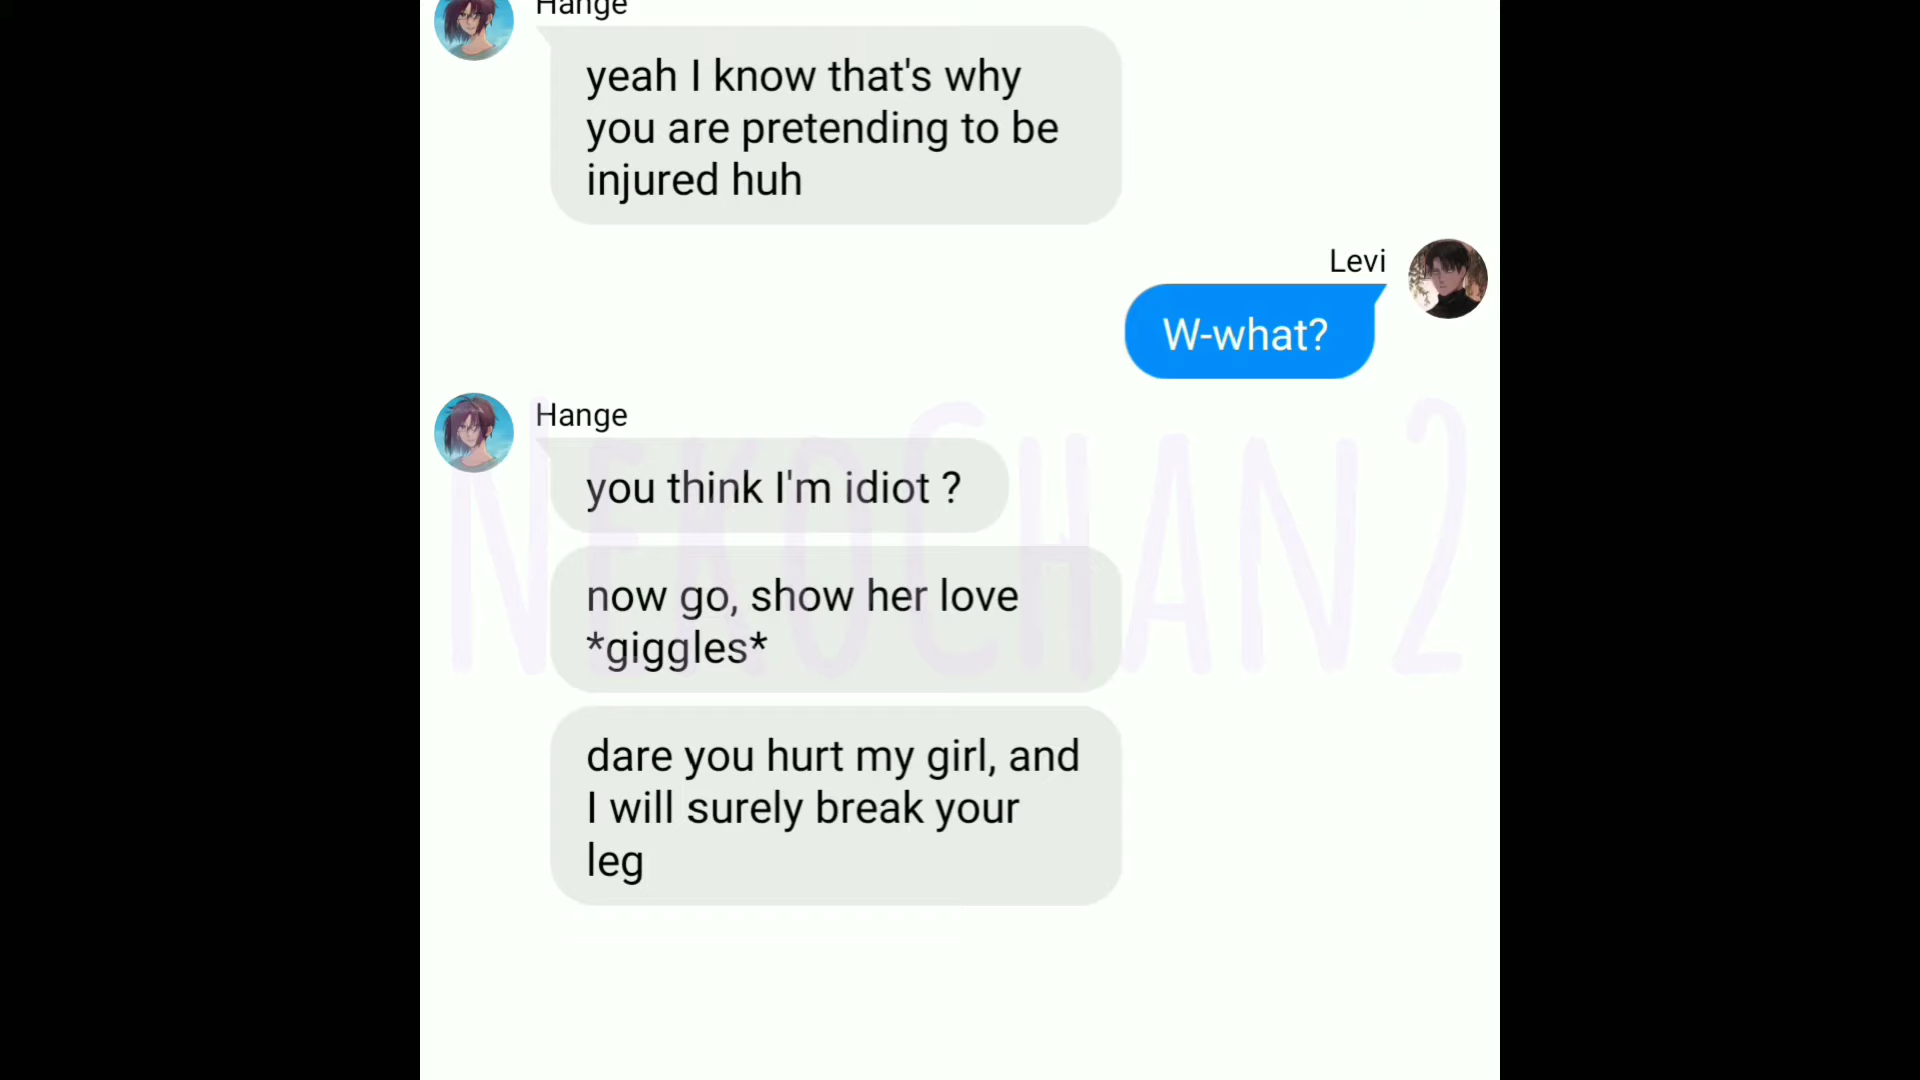 Hange
yeah I know that's why
you are pretending to be
injured huh
Levi
W-what?
Hange
you think I'm idiot ?
now go, show her love
*giggles*
dare you hurt my girl, and
I will surely break your
leg
NEKOCHAN2